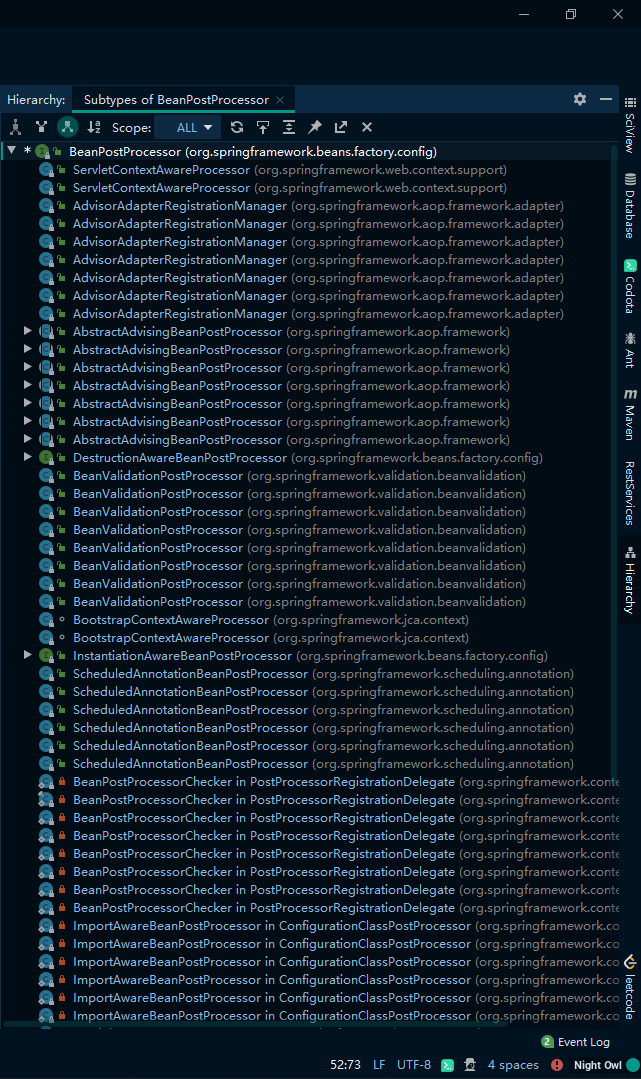 Hierarchy: Subtypes of BeanPostProcessor
Scope: ALL
* BeanPostProcessor (org.springframework.beans.factory.config)
ServletContextAwareProcessor (org.springframework.web.context.support)
ServletContextAwareProcessor (org.springframework.web.context.support)
AdvisorAdapterRegistrationManager (org.springframework.aop.framework.adapter)
AdvisorAdapterRegistrationManager (org.springframework.aop.framework.adapter)
AdvisorAdapterRegistrationManager (org.springframework.aop.framework.adapter)
AdvisorAdapterRegistrationManager (org.springframework.aop.framework.adapter)
AdvisorAdapterRegistrationManager (org.springframework.aop.framework.adapter)
AdvisorAdapterRegistrationManager (org.springframework.aop.framework.adapter)
AdvisorAdapterRegistrationManager (org.springframework.aop.framework.adapter)
AbstractAdvisingBeanPostProcessor (org.springframework.aop.framework)
AbstractAdvisingBeanPostProcessor (org.springframework.aop.framework)
AbstractAdvisingBeanPostProcessor (org.springframework.aop.framework)
AbstractAdvisingBeanPostProcessor (org.springframework.aop.framework)
AbstractAdvisingBeanPostProcessor (org.springframework.aop.framework)
AbstractAdvisingBeanPostProcessor (org.springframework.aop.framework)
AbstractAdvisingBeanPostProcessor (org.springframework.aop.framework)
DestructionAwareBeanPostProcessor (org.springframework.beans.factory.config)
BeanValidationPostProcessor (org.springframework.validation.beanvalidation)
BeanValidationPostProcessor (org.springframework.validation.beanvalidation)
BeanValidationPostProcessor (org.springframework.validation.beanvalidation)
BeanValidationPostProcessor (org.springframework.validation.beanvalidation)
BeanValidationPostProcessor (org.springframework.validation.beanvalidation)
BeanValidationPostProcessor (org.springframework.validation.beanvalidation)
BeanValidationPostProcessor (org.springframework.validation.beanvalidation)
BeanValidationPostProcessor (org.springframework.validation.beanvalidation)
BootstrapContextAwareProcessor (org.springframework.jca.context)
BootstrapContextAwareProcessor (org.springframework.jca.context)
InstantiationAwareBeanPostProcessor (org.springframework.beans.factory.config)
ScheduledAnnotationBeanPostProcessor (org.springframework.scheduling.annotation)
ScheduledAnnotationBeanPostProcessor (org.springframework.scheduling.annotation)
ScheduledAnnotationBeanPostProcessor (org.springframework.scheduling.annotation)
ScheduledAnnotationBeanPostProcessor (org.springframework.scheduling.annotation)
ScheduledAnnotationBeanPostProcessor (org.springframework.scheduling.annotation)
ScheduledAnnotationBeanPostProcessor (org.springframework.scheduling.annotation)
BeanPostProcessorChecker in PostProcessorRegistrationDelegate (org.springframework.conte
BeanPostProcessorChecker in PostProcessorRegistrationDelegate (org.springframework.conte
BeanPostProcessorChecker in PostProcessorRegistrationDelegate (org.springframework.conte
BeanPostProcessorChecker in PostProcessorRegistrationDelegate (org.springframework.conte
BeanPostProcessorChecker in PostProcessorRegistrationDelegate (org.springframework.conte
BeanPostProcessorChecker in PostProcessorRegistrationDelegate (org.springframework.conte
BeanPostProcessorChecker in PostProcessorRegistrationDelegate (org.springframework.conte
BeanPostProcessorChecker in PostProcessorRegistrationDelegate (org.springframework.conte
ImportAwareBeanPostProcessor in ConfigurationClassPostProcessor (org.springframework.co
ImportAwareBeanPostProcessor in ConfigurationClassPostProcessor (org.springframework.co
ImportAwareBeanPostProcessor in ConfigurationClassPostProcessor (org.springframework.co
ImportAwareBeanPostProcessor in ConfigurationClassPostProcessor (org.springframework.co
ImportAwareBeanPostProcessor in ConfigurationClassPostProcessor (org.springframework.co
ImportAwareBeanPostProcessor in ConfigurationClassPostProcessor (org.springframework.co
SciView
Database
Codota
Ant
Maven
RestServices
Hierarchy
leetcode
2 Event Log
52:73 LF UTF-8 4 spaces Night Owl